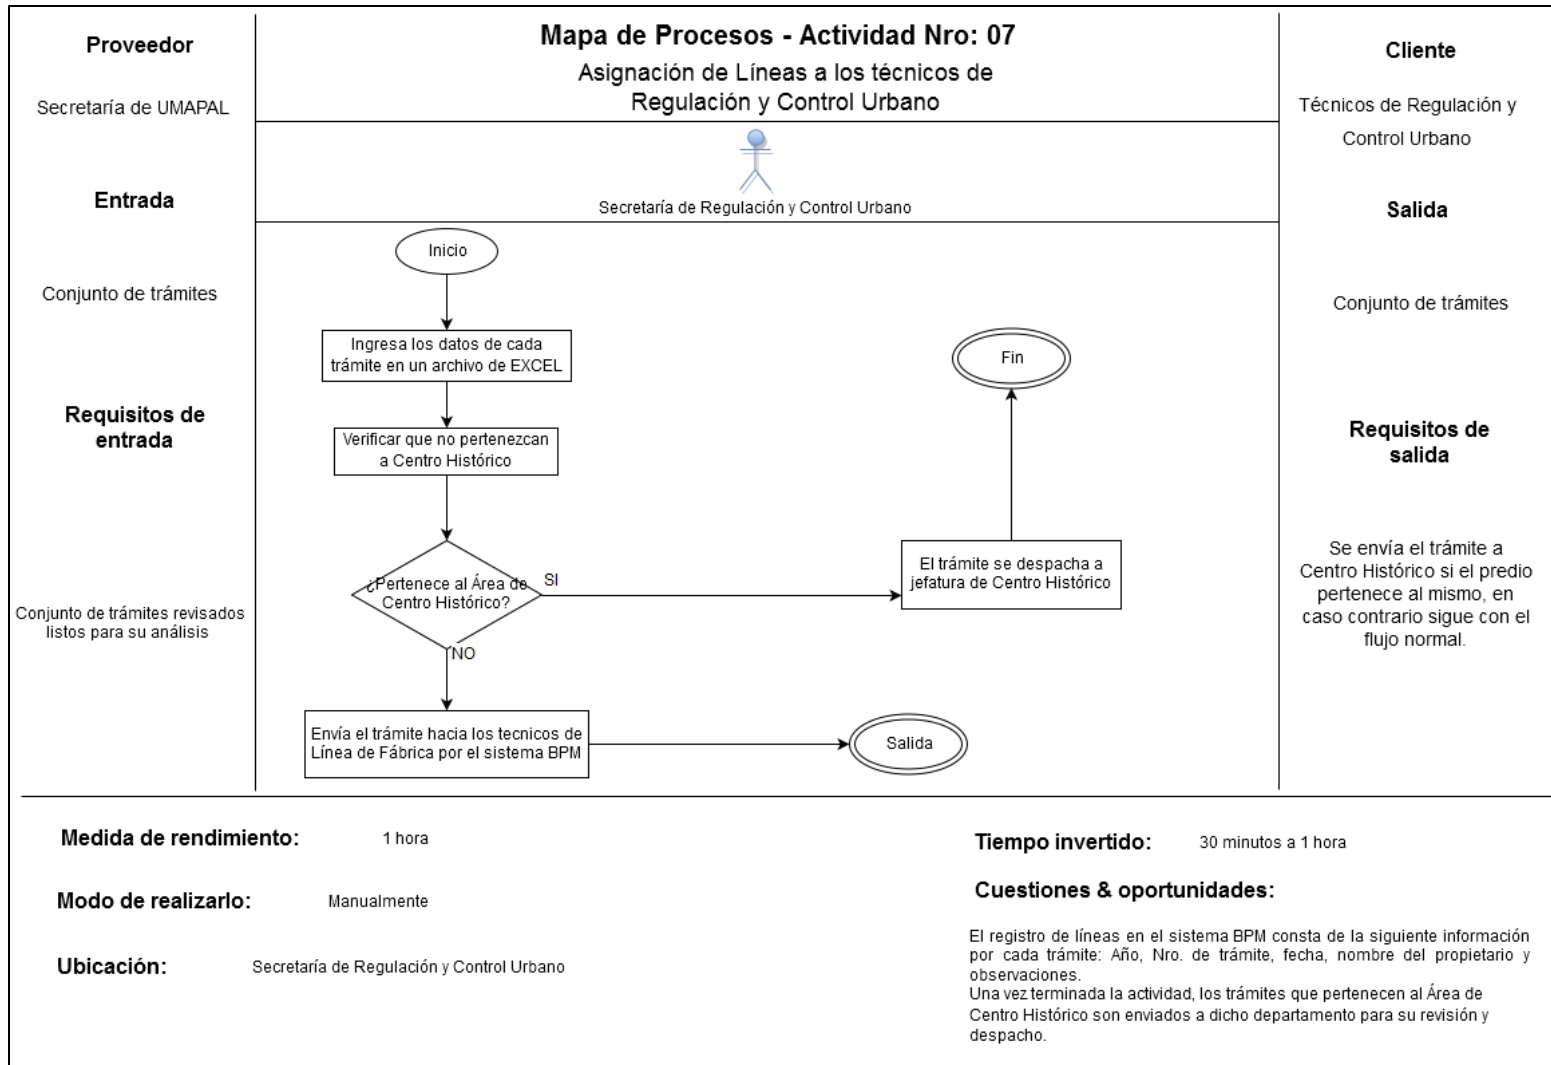 Proveedor
Secretaría de UMAPAL
Entrada
Conjunto de trámites
Requisitos de
entrada
Conjunto de trámites revisados
listos para su análisis
Mapa de Procesos - Actividad Nro: 07
Asignación de Líneas a los técnicos de
Regulación y Control Urbano
Secretaría de Regulación y Control Urbano
Inicio
Ingresa los datos de cada
trámite en un archivo de EXCEL
Verificar que no pertenezcan
a Centro Histórico
¿Pertenece al Área de
Centro Histórico?
SI
NO
El trámite se despacha a
jefatura de Centro Histórico
Fin
Envía el trámite hacia los tecnicos de
Línea de Fábrica por el sistema BPM
Salida
Cliente
Técnicos de Regulación y
Control Urbano
Salida
Conjunto de trámites
Requisitos de
salida
Se envía el trámite a
Centro Histórico si el predio
pertenece al mismo, en
caso contrario sigue con el
flujo normal.
Medida de rendimiento: 1 hora
Modo de realizarlo: Manualmente
Ubicación: Secretaría de Regulación y Control Urbano
Tiempo invertido: 30 minutos a 1 hora
Cuestiones & oportunidades:
El registro de líneas en el sistema BPM consta de la siguiente información
por cada trámite: Año, Nro. de trámite, fecha, nombre del propietario y
observaciones.
Una vez terminada la actividad, los trámites que pertenecen al Área de
Centro Histórico son enviados a dicho departamento para su revisión y
despacho.